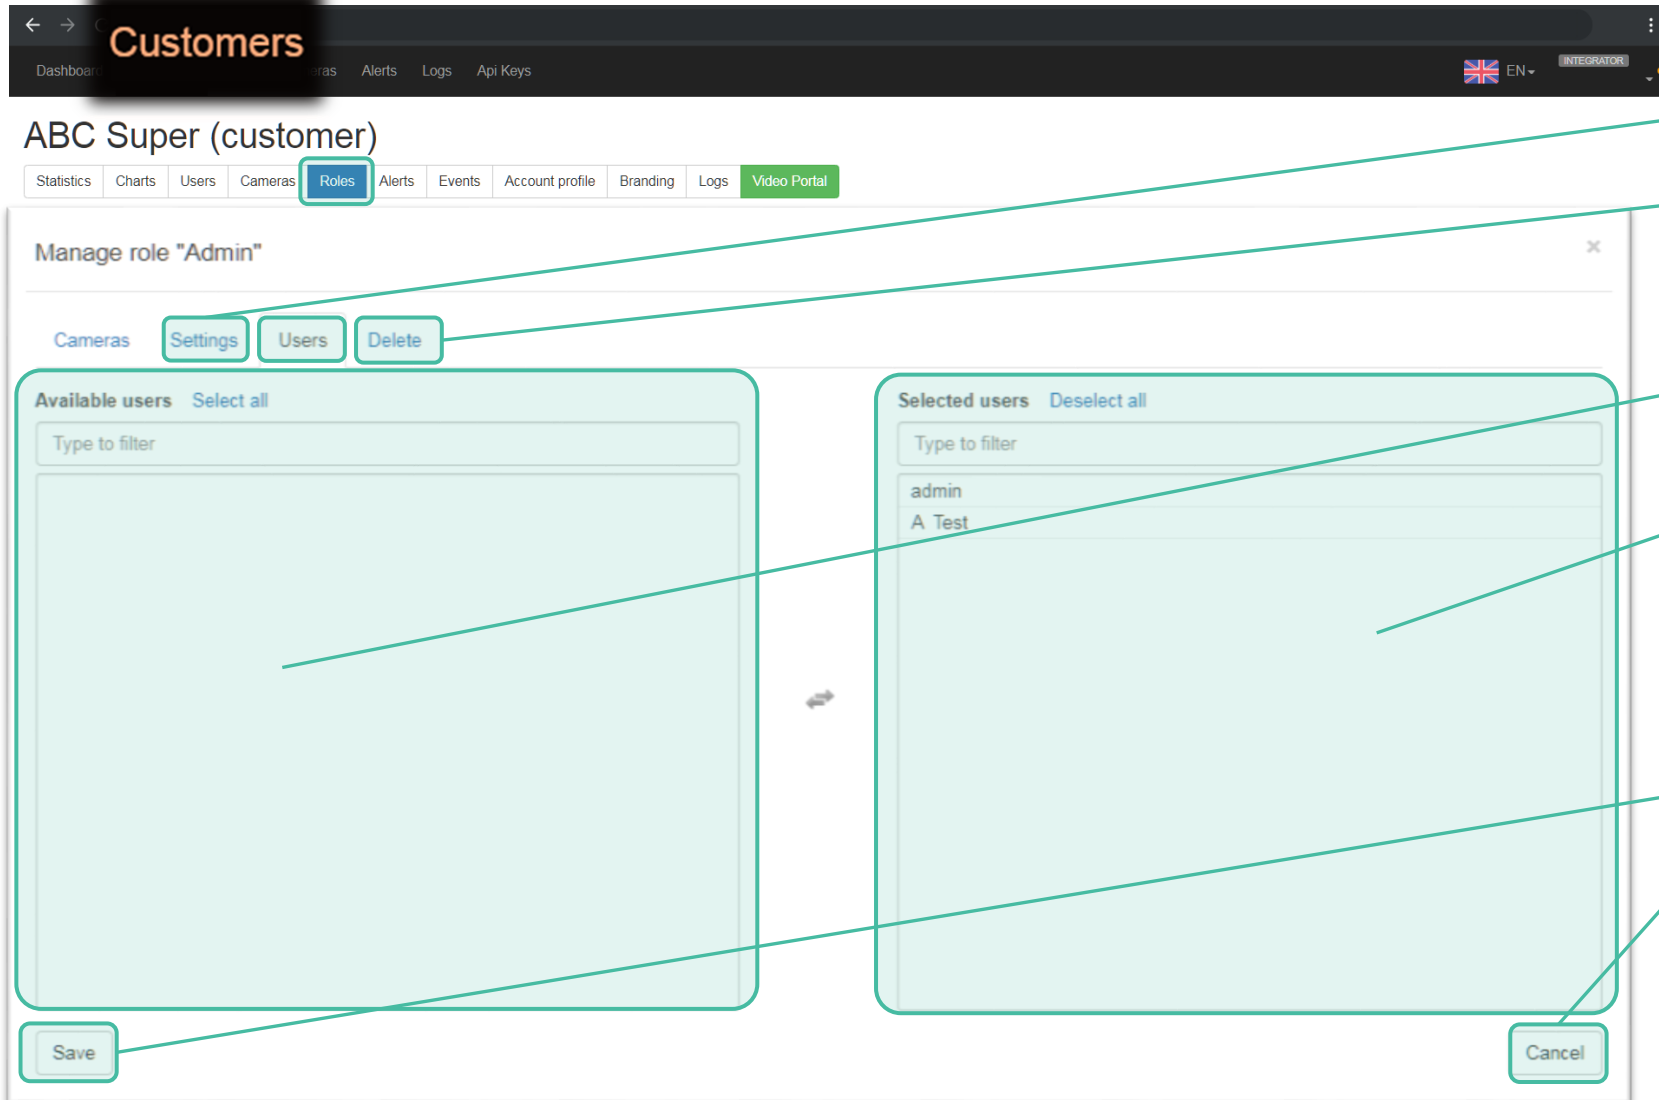 Customers
Dashboard eras Alerts Logs Api Keys EN INTEGRATOR
ABC Super (customer)
Statistics Charts Users Cameras Roles Alerts Events Account profile Branding Logs Video Portal
Manage role "Admin" ×
Cameras Settings Users Delete
Available users Select all Selected users Deselect all
Type to filter Type to filter
admin
A Test
Save Cancel